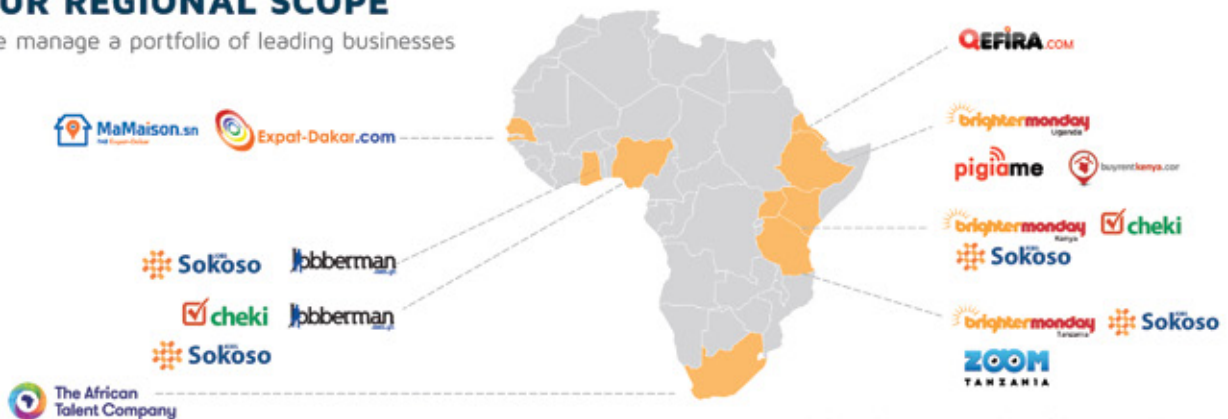 UR REGIONAL SCOPE
e manage a portfolio of leading businesses
MaMaison.sn
Expat-Dakar.com
Sokoso
Jobberman
cheki
Jobberman
Sokoso
The African
Talent Company
QEFIRA.COM
brightermonday
Uganda
pigiame
buyrentkenya.com
brightermonday
Kenya
cheki
Sokoso
brightermonday
Tanzania
Sokoso
ZOOM
TANZANIA